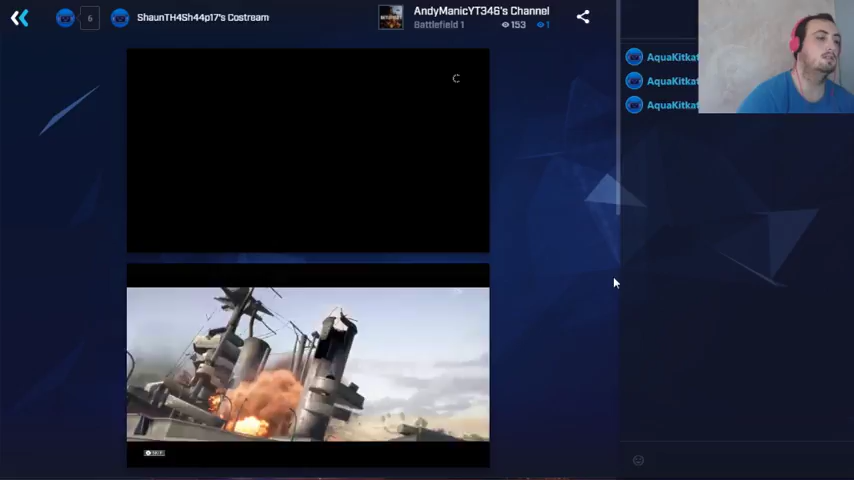 6
ShaunTH4Sh44p17's Costream
AndyManicYT346's Channel
Battlefield 1
153
1
AquaKitkat
AquaKitkat
AquaKitkat